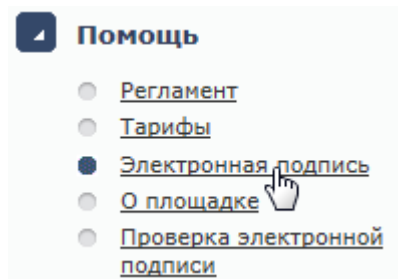 Помощь
Регламент
Тарифы
Электронная подпись
О площадке
Проверка электронной
подписи